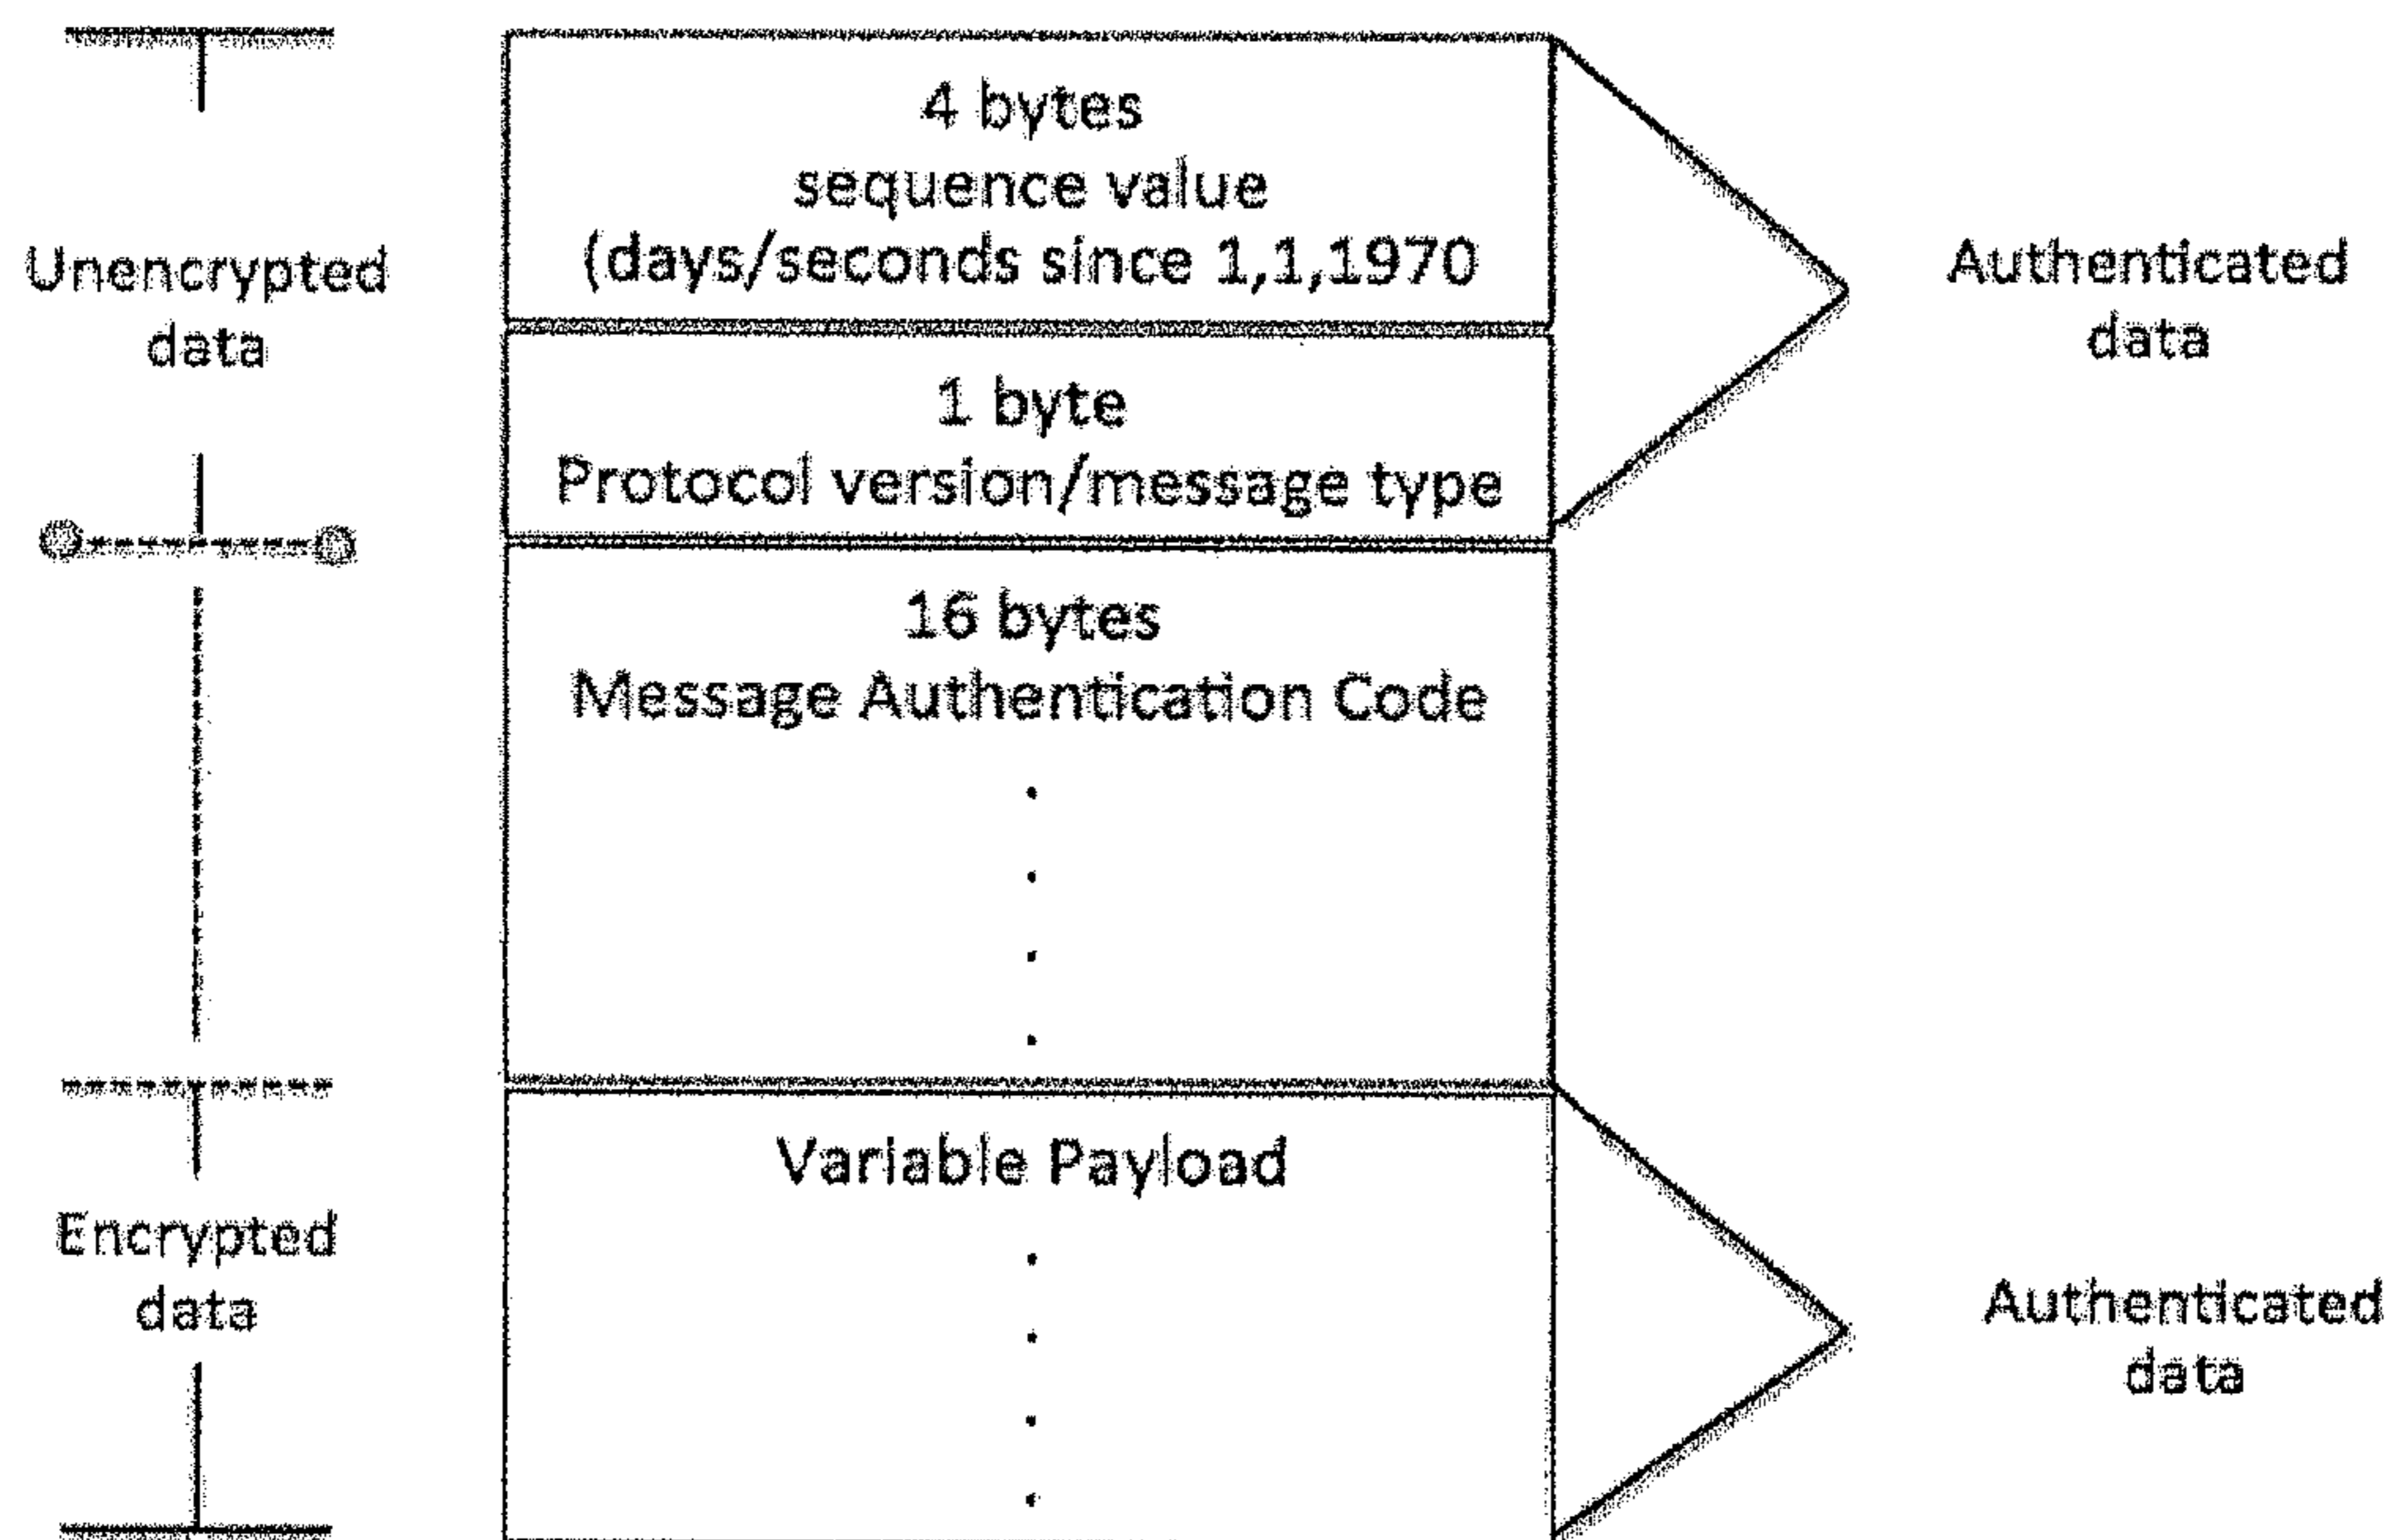 Unencrypted
data
4 bytes
sequence value
(days/seconds since 1,1,1970
1 byte
Protocol version/message type
Authenticated
data
16 bytes
Message Authentication Code
Encrypted
data
Variable Payload
Authenticated
data